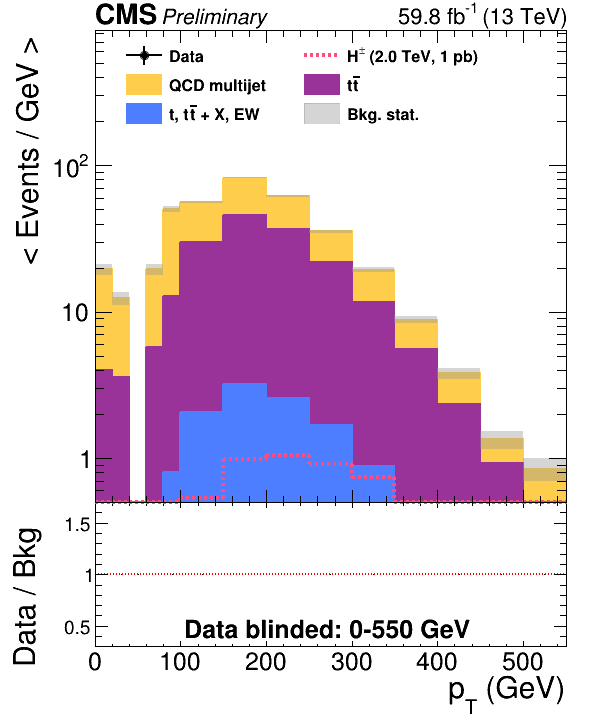 CMS Preliminary 59.8 fb⁻¹ (13 TeV)
< Events / GeV >
Data
H± (2.0 TeV, 1 pb)
QCD multijet
tt̄
t, tt̄ + X, EW
Bkg. stat.
10²
10
1
Data / Bkg
1.5
1
0.5
Data blinded: 0-550 GeV
0 100 200 300 400 500
p_T (GeV)